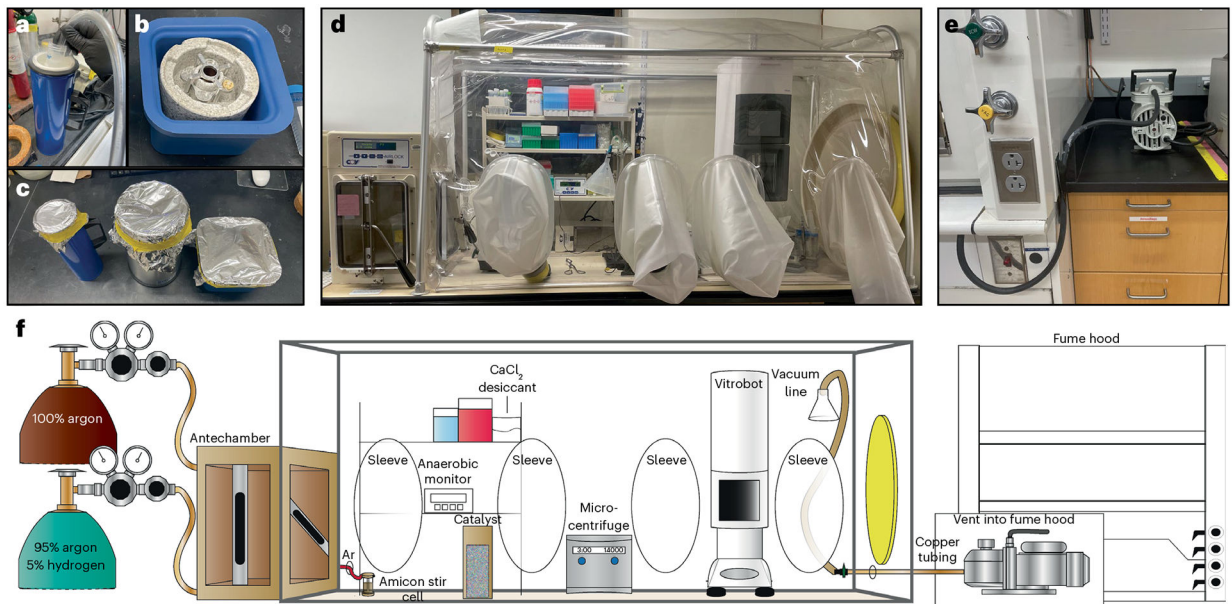 a
b
c
d
e
f
100% argon
95% argon
5% hydrogen
Antechamber
Ar
Amicon stir
cell
Sleeve
Anaerobic
monitor
CaCl₂
desiccant
Catalyst
Sleeve
Micro-
centrifuge
3.00 14000
Sleeve
Vitrobot
Vacuum
line
Sleeve
Copper
tubing
Fume hood
Vent into fume hood